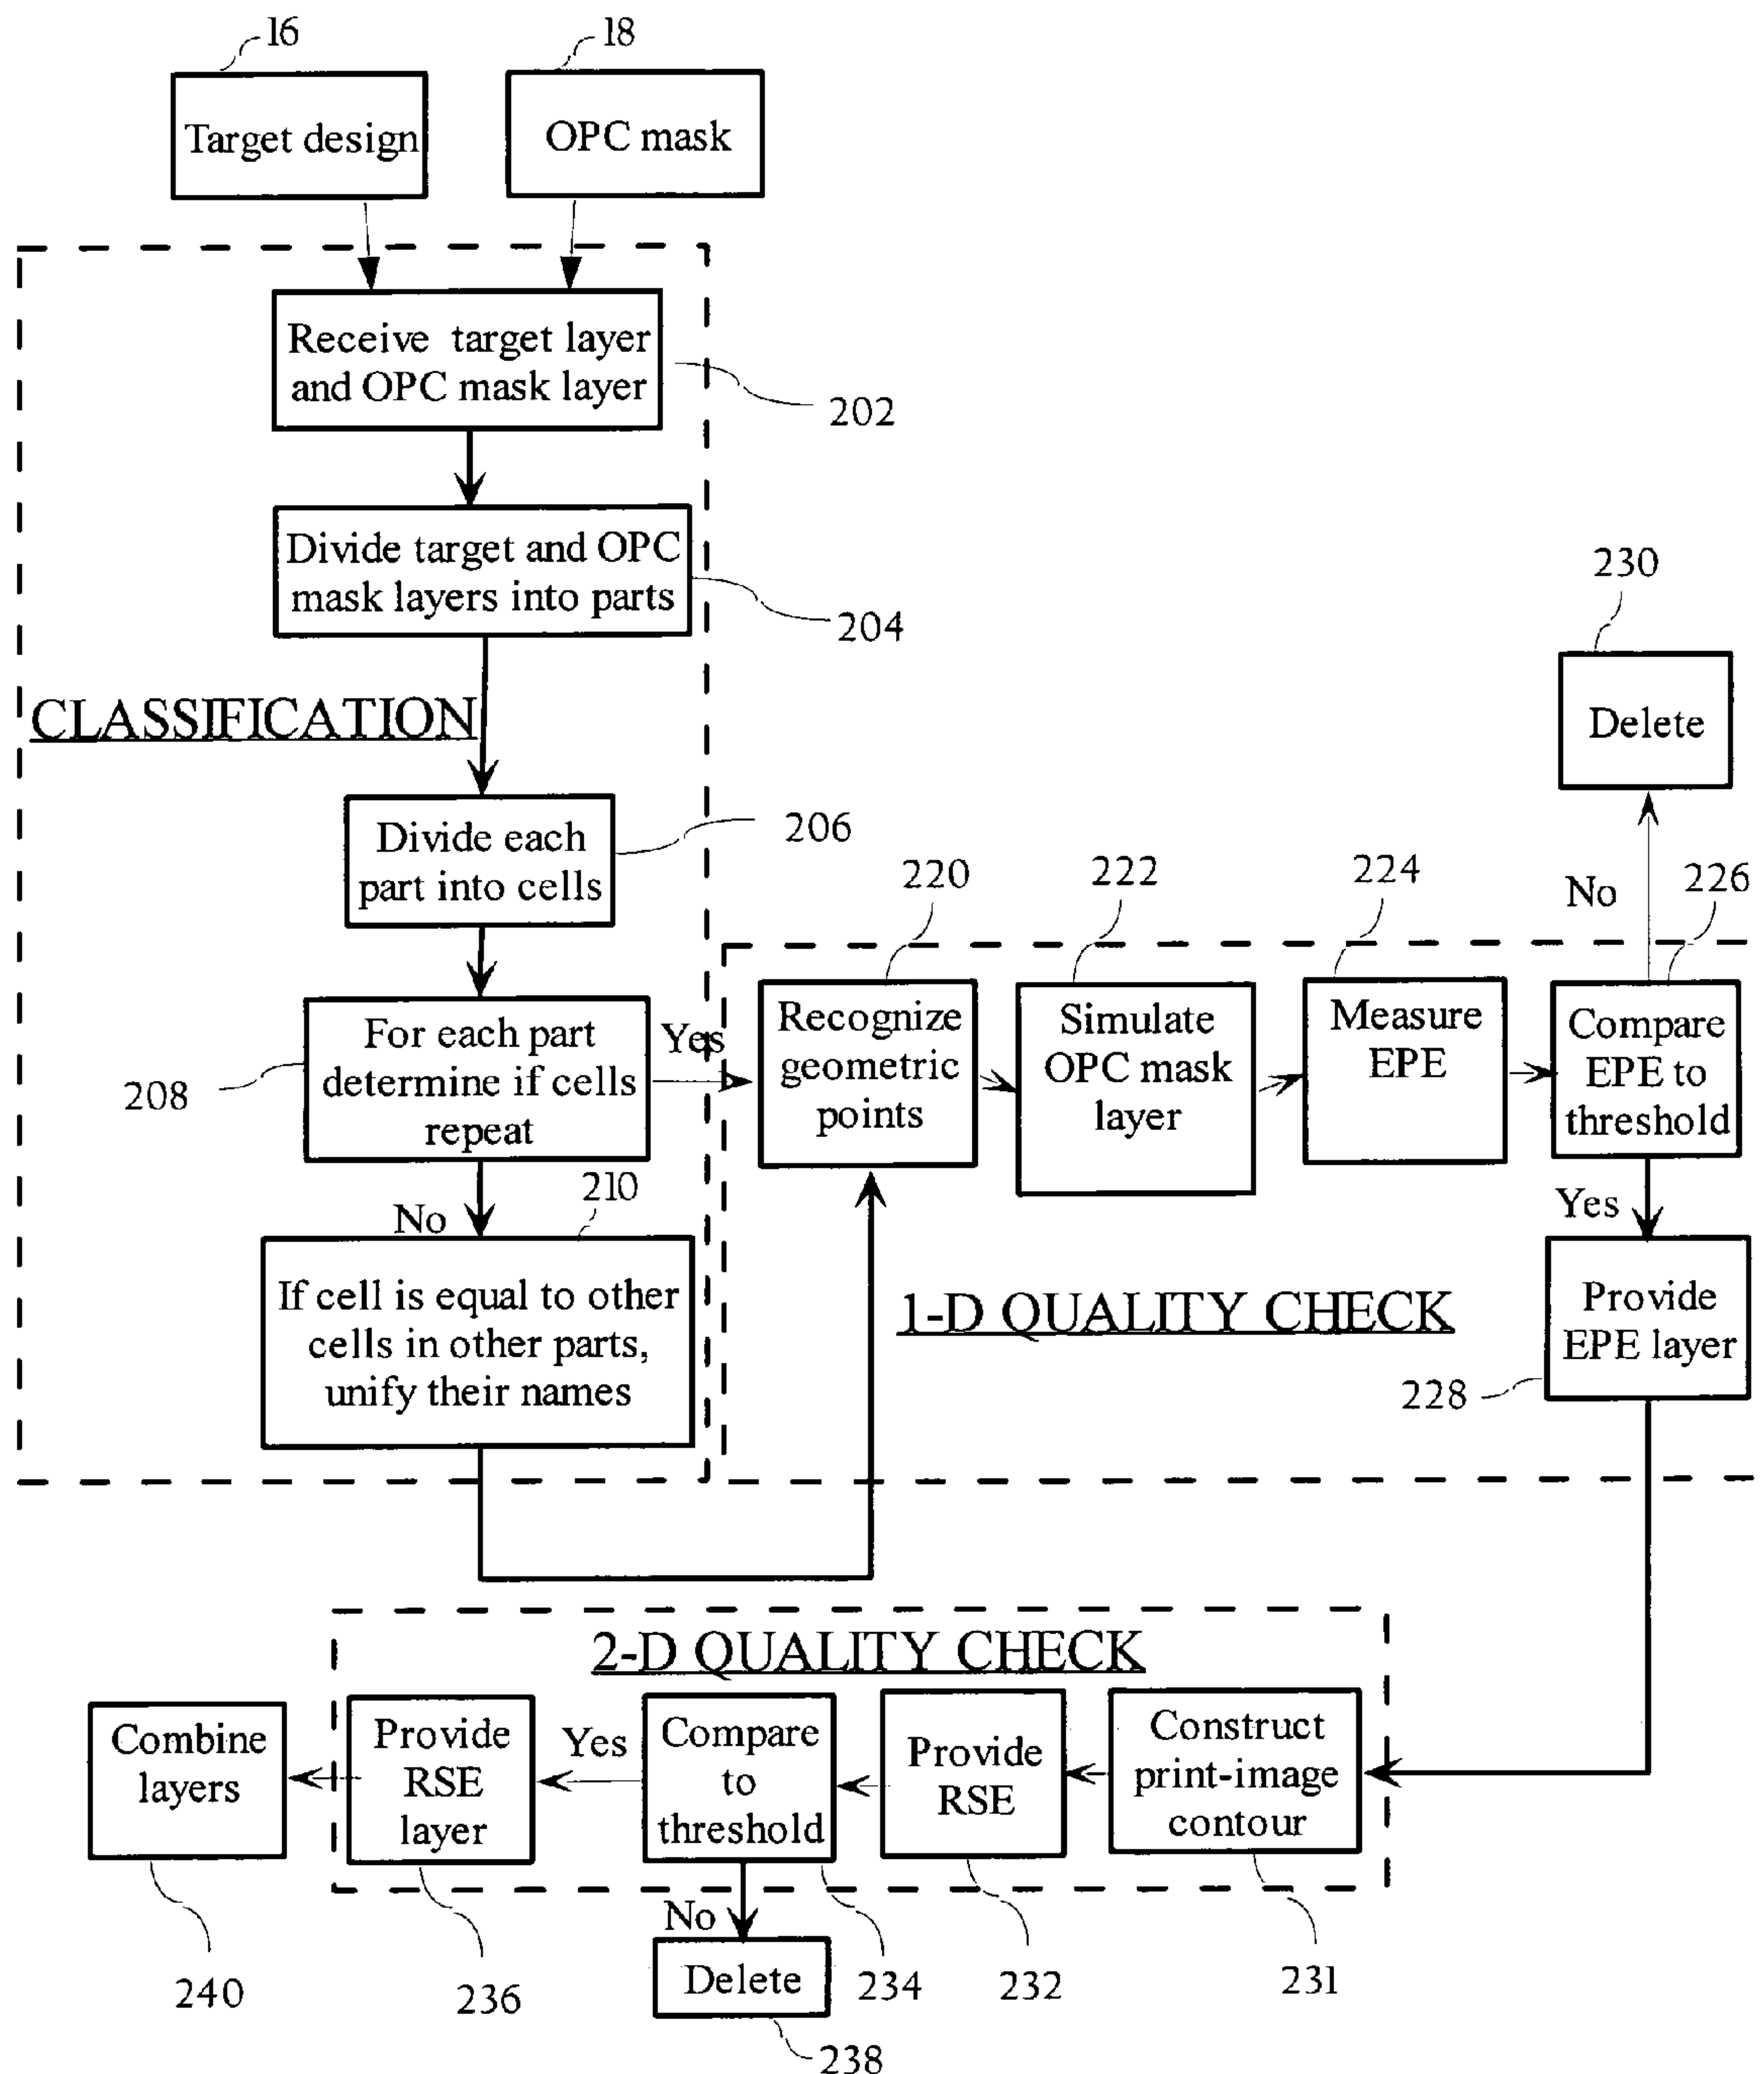 16
18
Target design
OPC mask
Receive target layer
and OPC mask layer
202
Divide target and OPC
mask layers into parts
204
230
Delete
CLASSIFICATION
Divide each
part into cells
206
220
222
224
No
226
For each part
determine if cells
repeat
208
Yes
Recognize
geometric
points
Simulate
OPC mask
layer
Measure
EPE
Compare
EPE to
threshold
No
210
Yes
If cell is equal to other
cells in other parts,
unify their names
1-D QUALITY CHECK
Provide
EPE layer
228
2-D QUALITY CHECK
Combine
layers
Provide
RSE
layer
Yes
Compare
to
threshold
Provide
RSE
Construct
print-image
contour
No
Delete
240
236
234
232
231
238